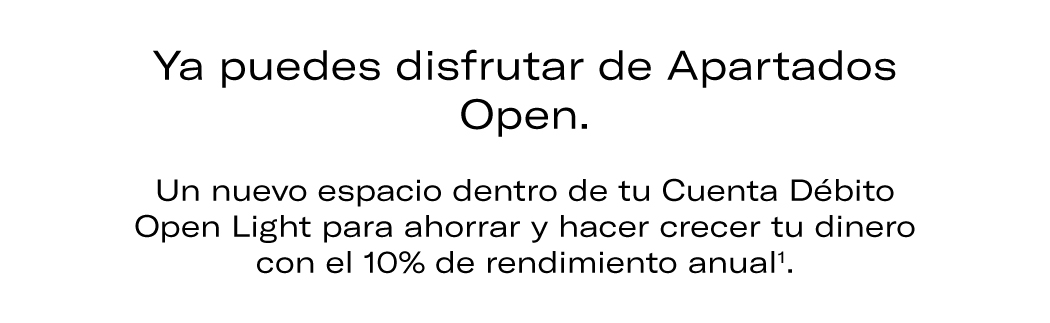 Ya puedes disfrutar de Apartados
Open.
Un nuevo espacio dentro de tu Cuenta Débito
Open Light para ahorrar y hacer crecer tu dinero
con el 10% de rendimiento anual¹.